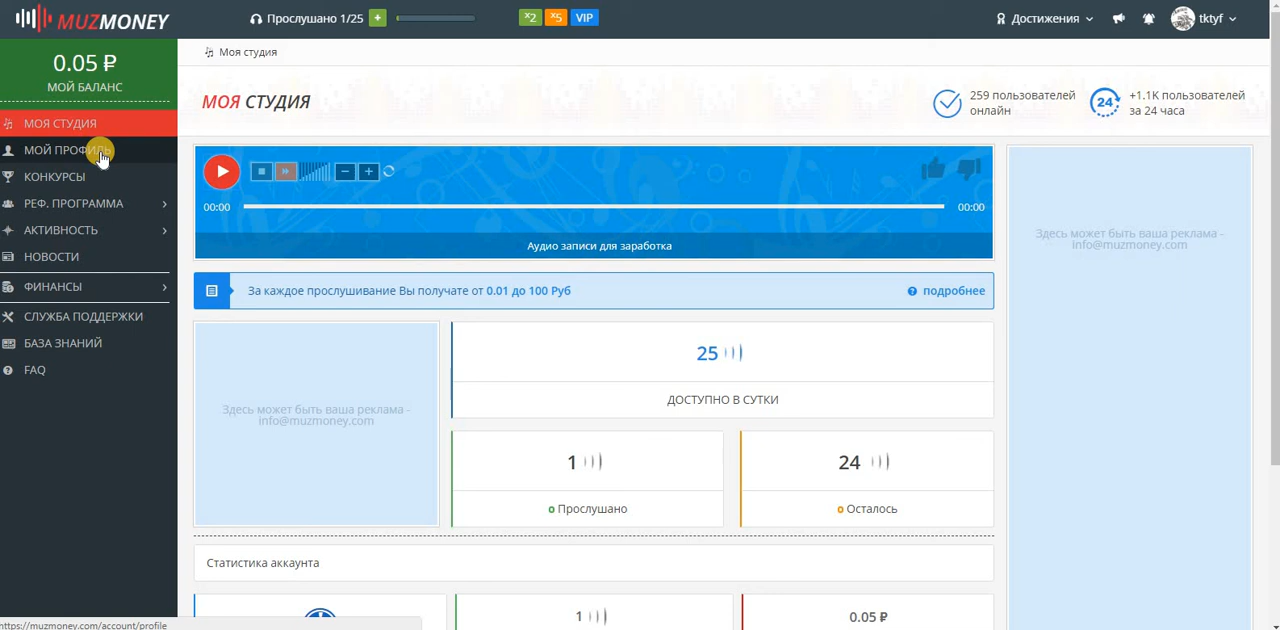 MUZMONEY
Прослушано 1/25 +
x2 x5 VIP
Достижения
tktyf
0.05 ₽
МОЙ БАЛАНС
МОЯ СТУДИЯ
МОЙ ПРОФИЛЬ
КОНКУРСЫ
РЕФ. ПРОГРАММА
АКТИВНОСТЬ
НОВОСТИ
ФИНАНСЫ
СЛУЖБА ПОДДЕРЖКИ
БАЗА ЗНАНИЙ
FAQ
https://muzmoney.com/account/profile
Моя студия
МОЯ СТУДИЯ
259 пользователей
онлайн
24
+1.1K пользователей
за 24 часа
00:00
00:00
Аудио записи для заработка
За каждое прослушивание Вы получате от 0.01 до 100 Руб
подробнее
Здесь может быть ваша реклама -
info@muzmoney.com
25
ДОСТУПНО В СУТКИ
1
Прослушано
24
Осталось
Статистика аккаунта
1
0.05 ₽
Здесь может быть ваша реклама -
info@muzmoney.com